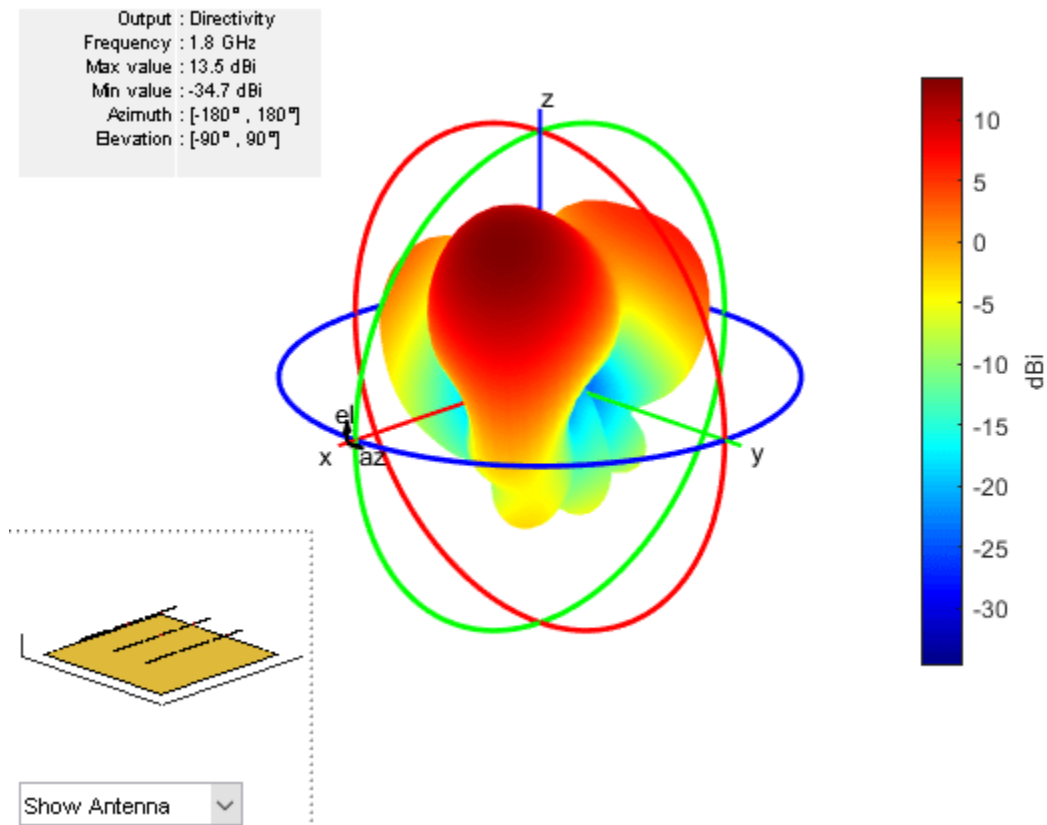 Output : Directivity
Frequency : 1.8 GHz
Max value : 13.5 dBi
Min value : -34.7 dBi
Azimuth : [-180° , 180°]
Elevation : [-90° , 90°]
z
10
5
0
-5
-10
-15
-20
-25
-30
dBi
el
x
az
y
Show Antenna